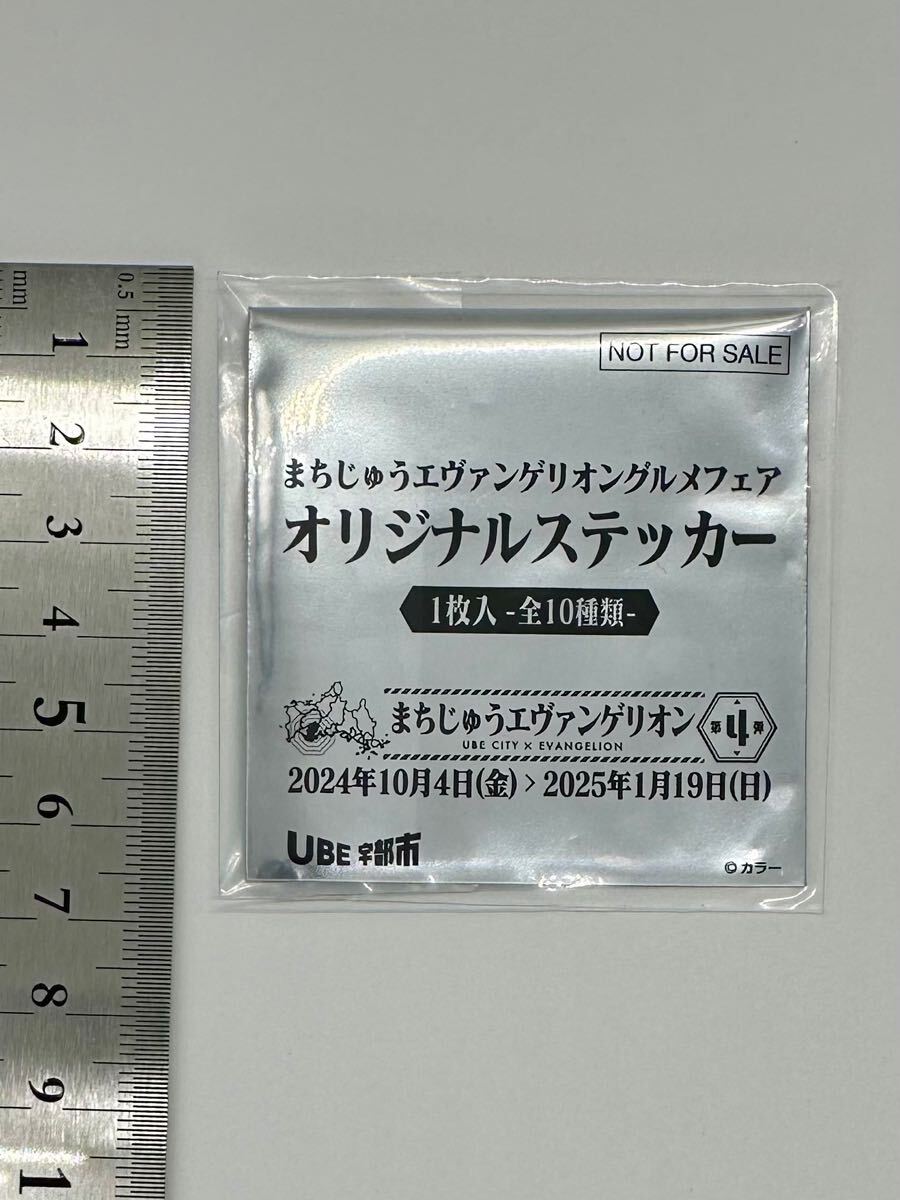 mm
0.5 mm
1
2
3
4
5
6
7
8
9
1
NOT FOR SALE
まちじゅうエヴァンゲリオングルメフェア
オリジナルステッカー
1枚入 -全10種類-
まちじゅうエヴァンゲリオン
UBE CITY × EVANGELION
第4弾
2024年10月4日(金) > 2025年1月19日(日)
UBE 宇部市
©カラー